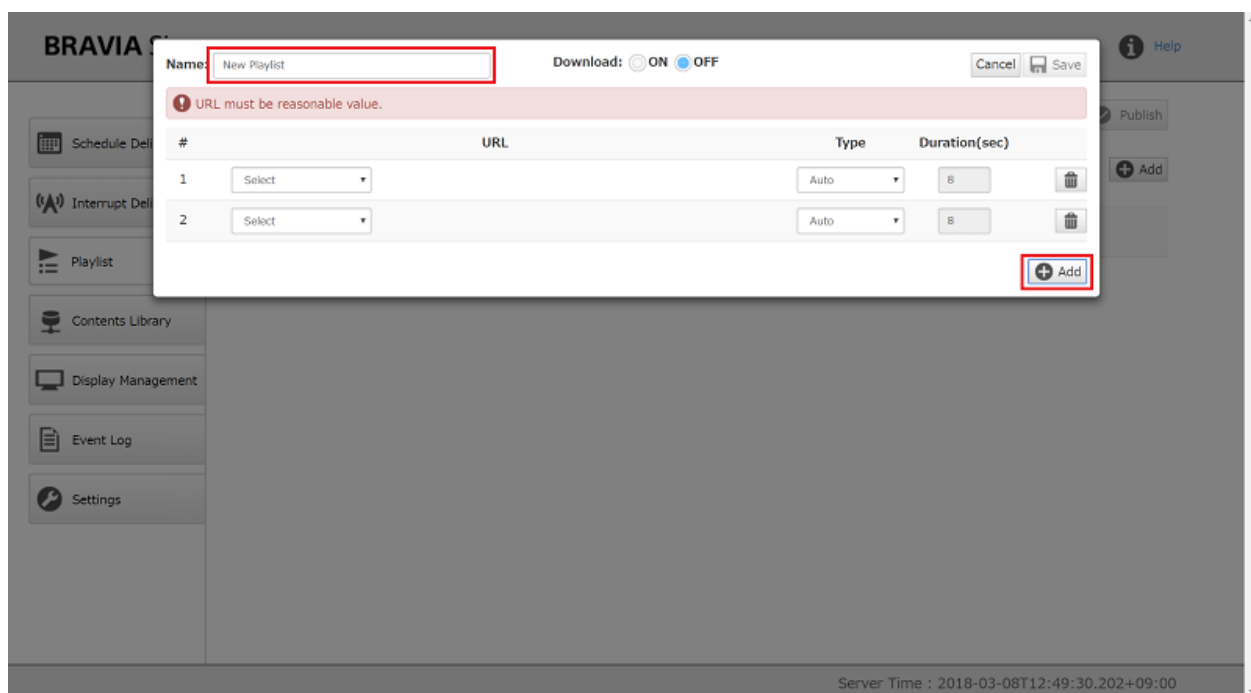 BRAVIA
Help
Name: New Playlist Download: ON OFF Cancel Save
URL must be reasonable value.
Publish
# URL Type Duration(sec)
Schedule Deli
1 Select Auto 8
Add
Interrupt Deli
2 Select Auto 8
Playlist
Add
Contents Library
Display Management
Event Log
Settings
Server Time : 2018-03-08T12:49:30.202+09:00